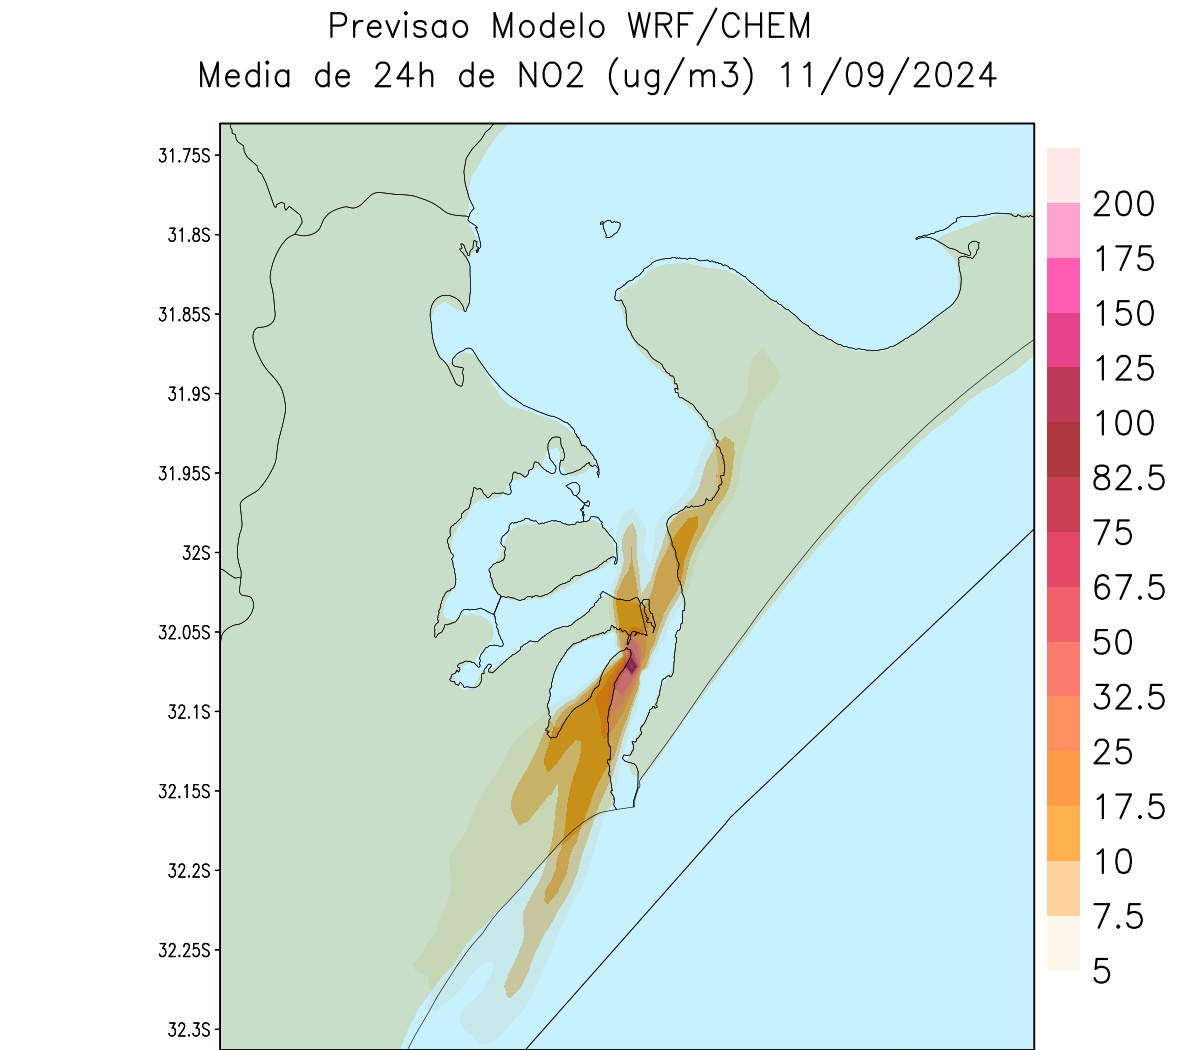 Previsao Modelo WRF/CHEM
Media de 24h de NO2 (ug/m3) 11/09/2024
31.75S
31.8S
31.85S
31.9S
31.95S
32S
32.05S
32.1S
32.15S
32.2S
32.25S
32.3S
200
175
150
125
100
82.5
75
67.5
50
32.5
25
17.5
10
7.5
5